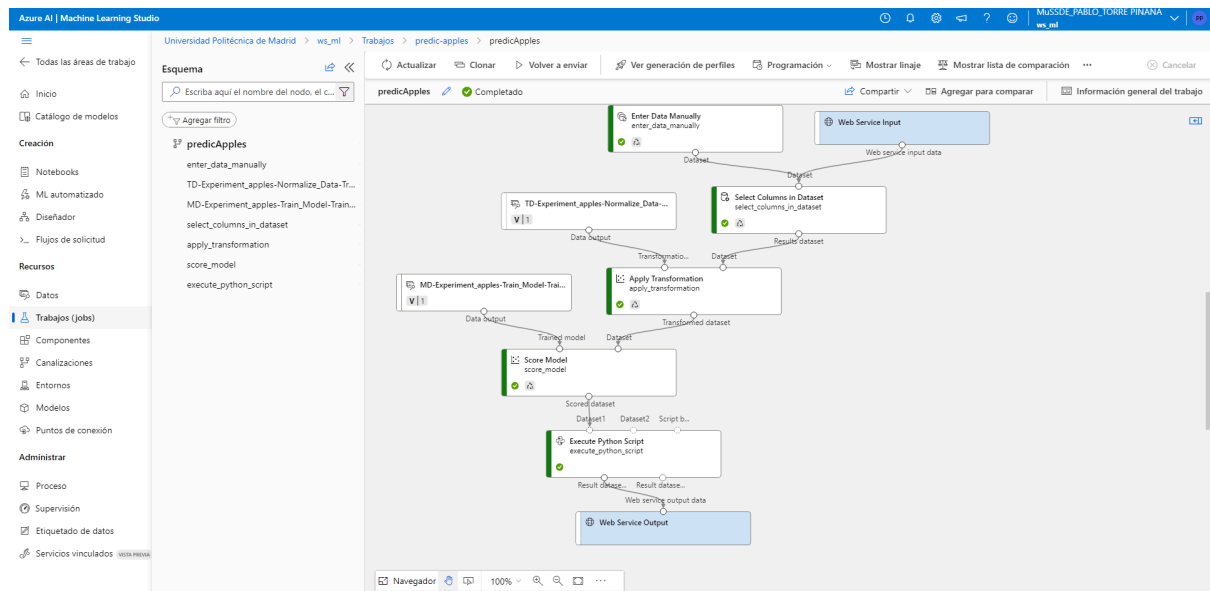 Azure AI | Machine Learning Studio
MuSSDE_PABLO_TORRE PIÑANA
ws_ml
PP
Universidad Politécnica de Madrid > ws_ml > Trabajos > predic-apples > predicApples
Todas las áreas de trabajo
Inicio
Catálogo de modelos
Creación
Notebooks
ML automatizado
Diseñador
Flujos de solicitud
Recursos
Datos
Trabajos (jobs)
Componentes
Canalizaciones
Entornos
Modelos
Puntos de conexión
Administrar
Proceso
Supervisión
Etiquetado de datos
Servicios vinculados VISTA PREVIA
Esquema
Escriba aquí el nombre del nodo, el c...
Agregar filtro
predicApples
enter_data_manually
TD-Experiment_apples-Normalize_Data-Tr...
MD-Experiment_apples-Train_Model-Train...
select_columns_in_dataset
apply_transformation
score_model
execute_python_script
Actualizar Clonar Volver a enviar Ver generación de perfiles Programación Mostrar linaje Mostrar lista de comparación ... Cancelar
predicApples Completado Compartir Agregar para comparar Información general del trabajo
Enter Data Manually
enter_data_manually
Dataset
Web Service Input
Web service input data
Dataset
Select Columns in Dataset
select_columns_in_dataset
Results dataset
TD-Experiment_apples-Normalize_Data-...
V | 1
Data output
Transformatio... Dataset
Apply Transformation
apply_transformation
Transformed dataset
MD-Experiment_apples-Train_Model-Trai...
V | 1
Data output
Trained model Dataset
Score Model
score_model
Scored dataset
Dataset1 Dataset2 Script b...
Execute Python Script
execute_python_script
Result datase... Result datase...
Web service output data
Web Service Output
Navegador 100% ...